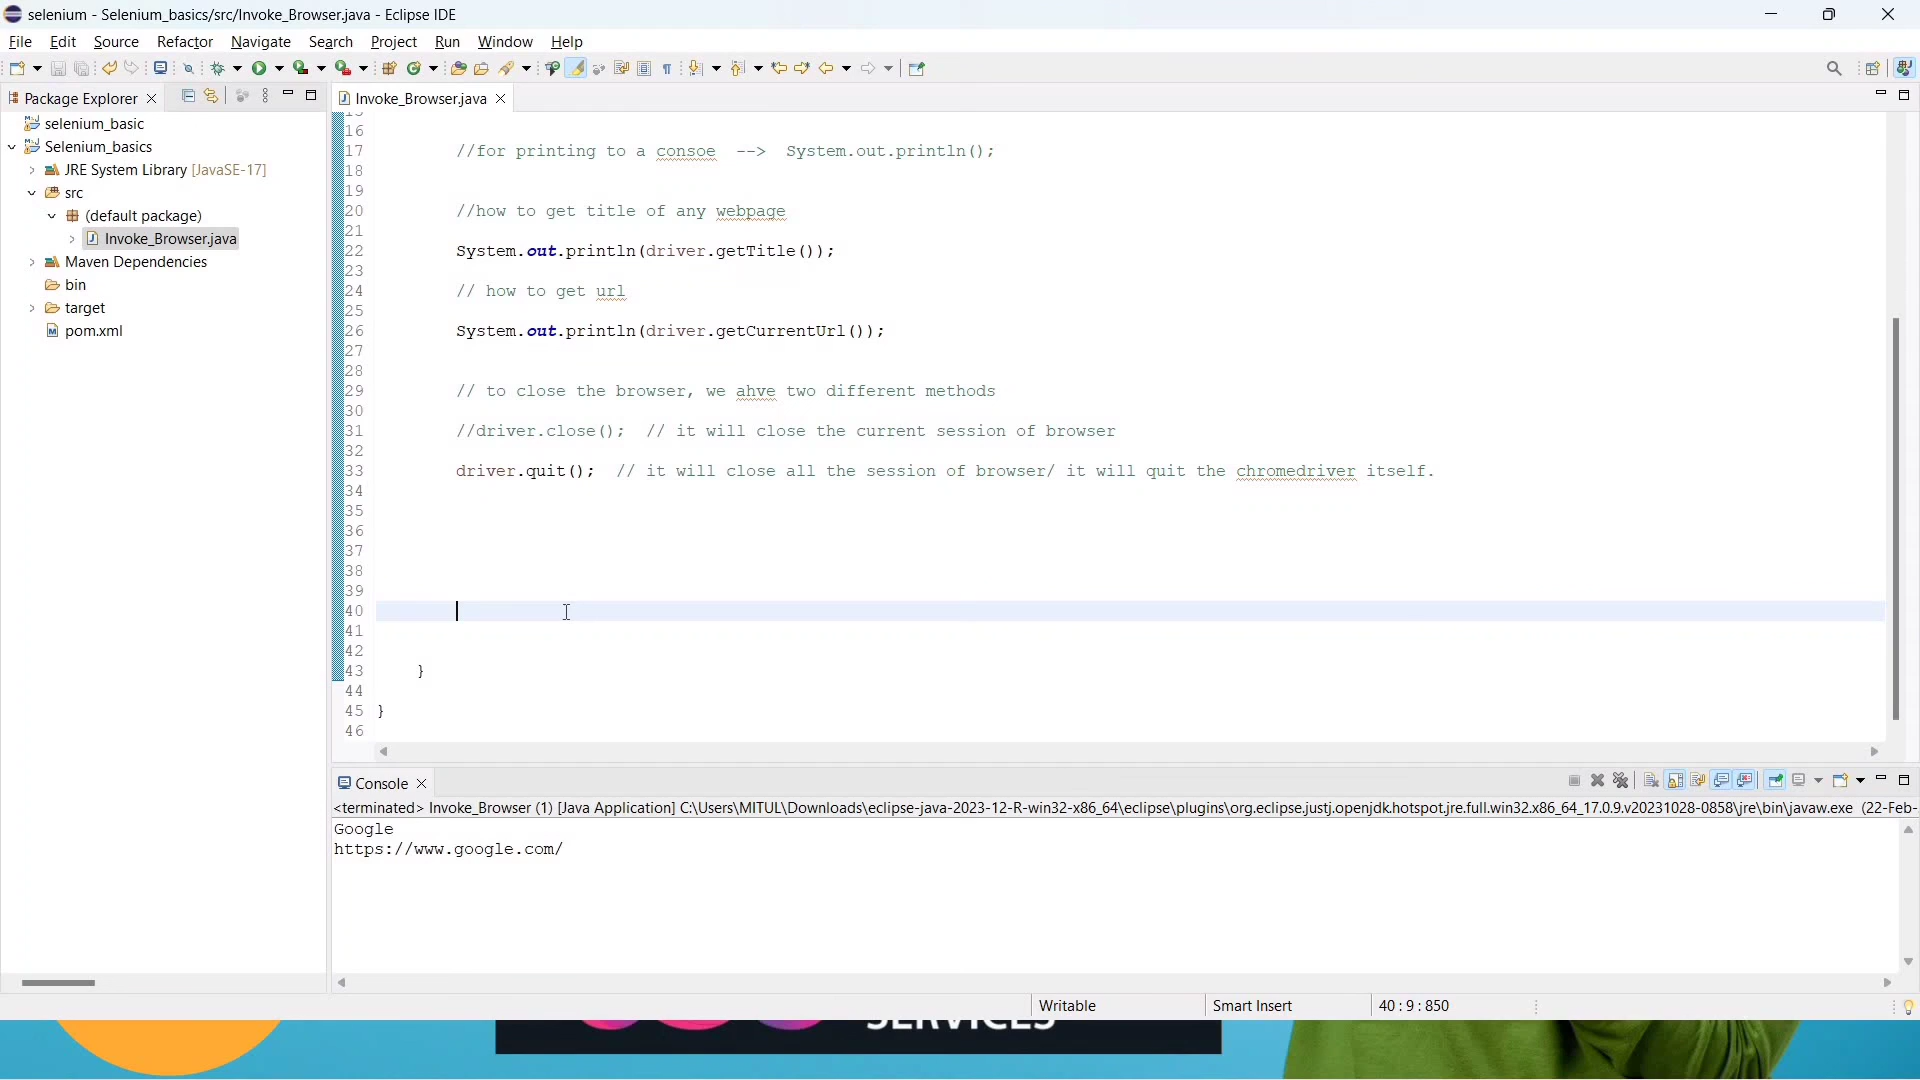 selenium - Selenium_basics/src/Invoke_Browser.java - Eclipse IDE
File Edit Source Refactor Navigate Search Project Run Window Help
Package Explorer
Invoke_Browser.java
selenium_basic
Selenium_basics
JRE System Library [JavaSE-17]
src
(default package)
Invoke_Browser.java
Maven Dependencies
bin
target
pom.xml
16
17 //for printing to a consoe --> System.out.println();
18
19
20 //how to get title of any webpage
21
22 System.out.println(driver.getTitle());
23
24 // how to get url
25
26 System.out.println(driver.getCurrentUrl());
27
28
29 // to close the browser, we ahve two different methods
30
31 //driver.close(); // it will close the current session of browser
32
33 driver.quit(); // it will close all the session of browser/ it will quit the chromedriver itself.
34
35
36
37
38
39
40
41
42
43 }
44
45 }
46
Console
<terminated> Invoke_Browser (1) [Java Application] C:\Users\MITUL\Downloads\eclipse-java-2023-12-R-win32-x86_64\eclipse\plugins\org.eclipse.justj.openjdk.hotspot.jre.full.win32.x86_64_17.0.9.v20231028-0858\jre\bin\javaw.exe (22-Feb-
Google
https://www.google.com/
Writable Smart Insert 40 : 9 : 850
SERVICES